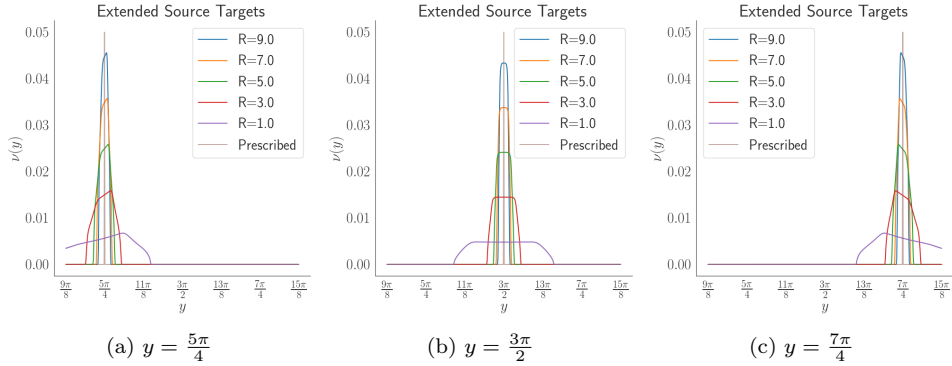 Extended Source Targets
0.05
0.04
0.03
0.02
0.01
0.00
ν(y)
R=9.0
R=7.0
R=5.0
R=3.0
R=1.0
Prescribed
9π/8 5π/4 11π/8 3π/2 13π/8 7π/4 15π/8
y
(a) y = 5π/4
Extended Source Targets
0.05
0.04
0.03
0.02
0.01
0.00
ν(y)
R=9.0
R=7.0
R=5.0
R=3.0
R=1.0
Prescribed
9π/8 5π/4 11π/8 3π/2 13π/8 7π/4 15π/8
y
(b) y = 3π/2
Extended Source Targets
0.05
0.04
0.03
0.02
0.01
0.00
ν(y)
R=9.0
R=7.0
R=5.0
R=3.0
R=1.0
Prescribed
9π/8 5π/4 11π/8 3π/2 13π/8 7π/4 15π/8
y
(c) y = 7π/4